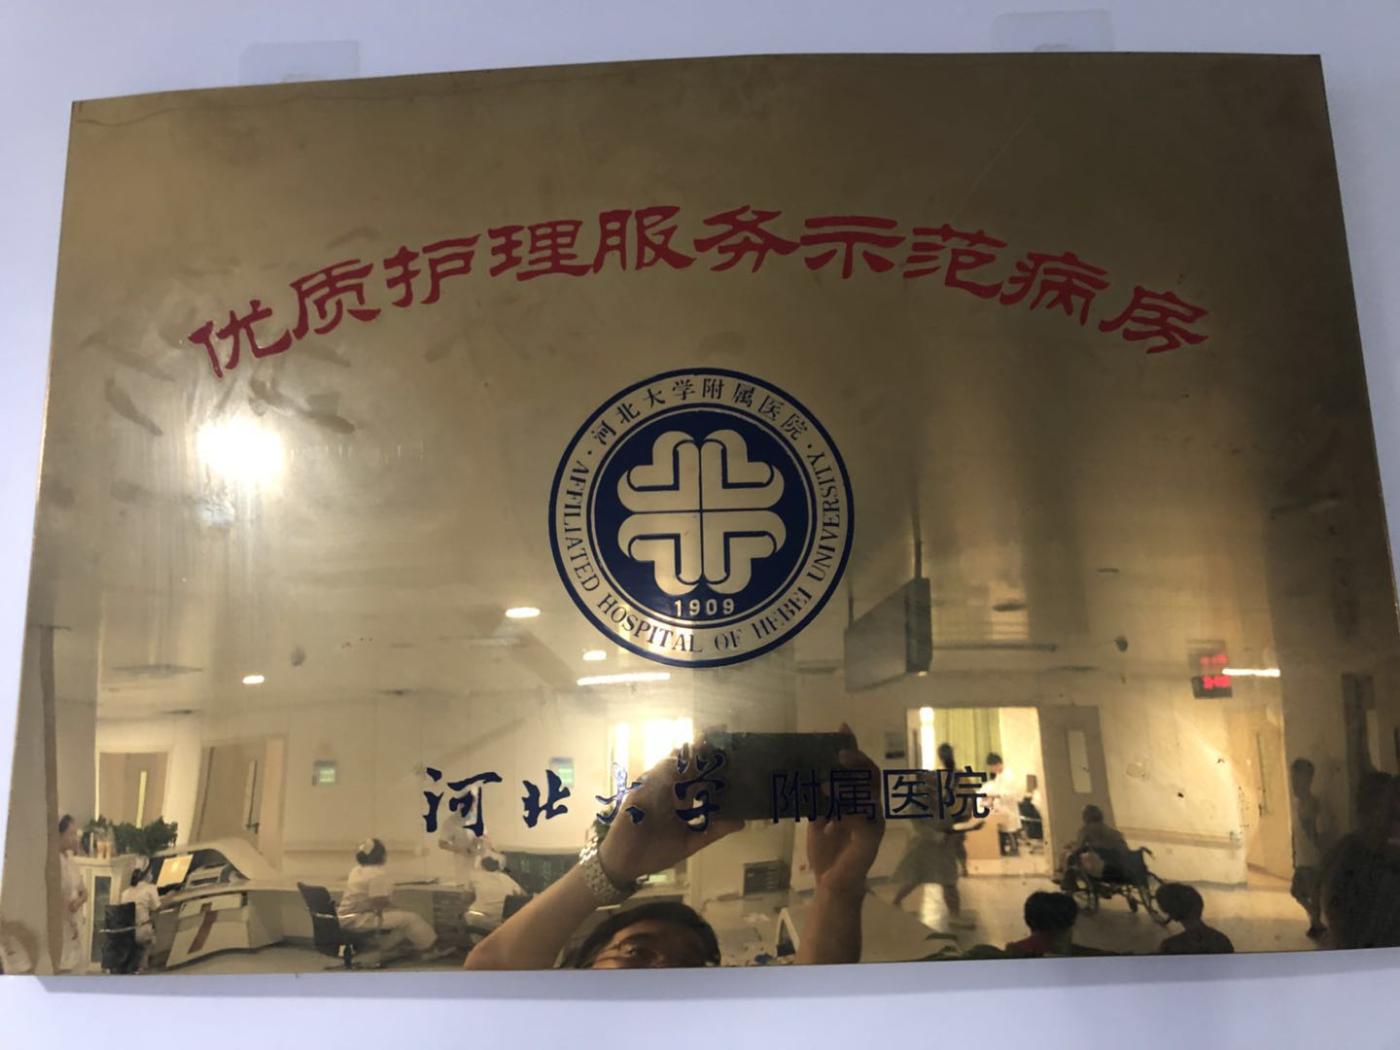 优质护理服务示范病房
·河北大学附属医院·
AFFILIATED HOSPITAL OF HEBEI UNIVERSITY
1909
河北大学 附属医院